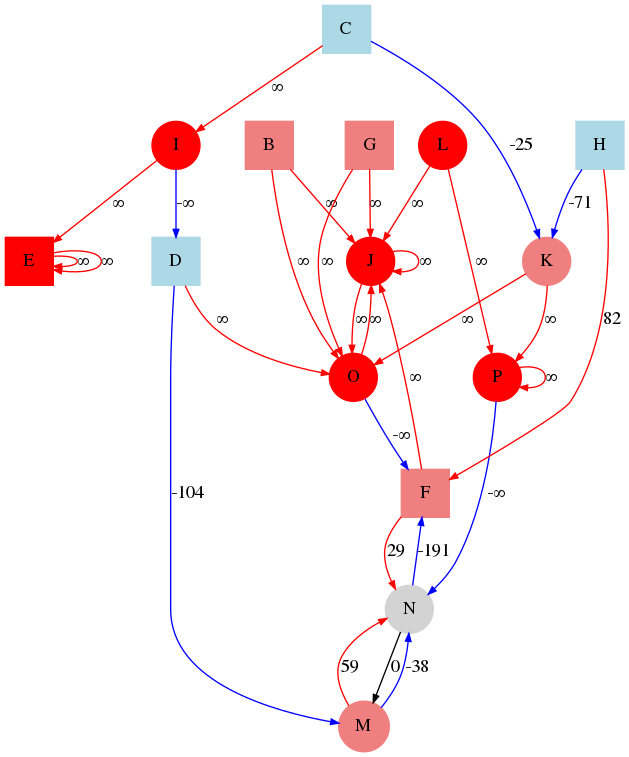 C
∞
I B G L -25 H
∞ -∞ ∞ ∞ ∞ -71
E ∞ ∞ D ∞ ∞ J ∞ ∞ K
∞ ∞ ∞ ∞ ∞ 82
O P ∞
∞
-∞
-104 F -∞
29 -191
N
59 0 -38
M